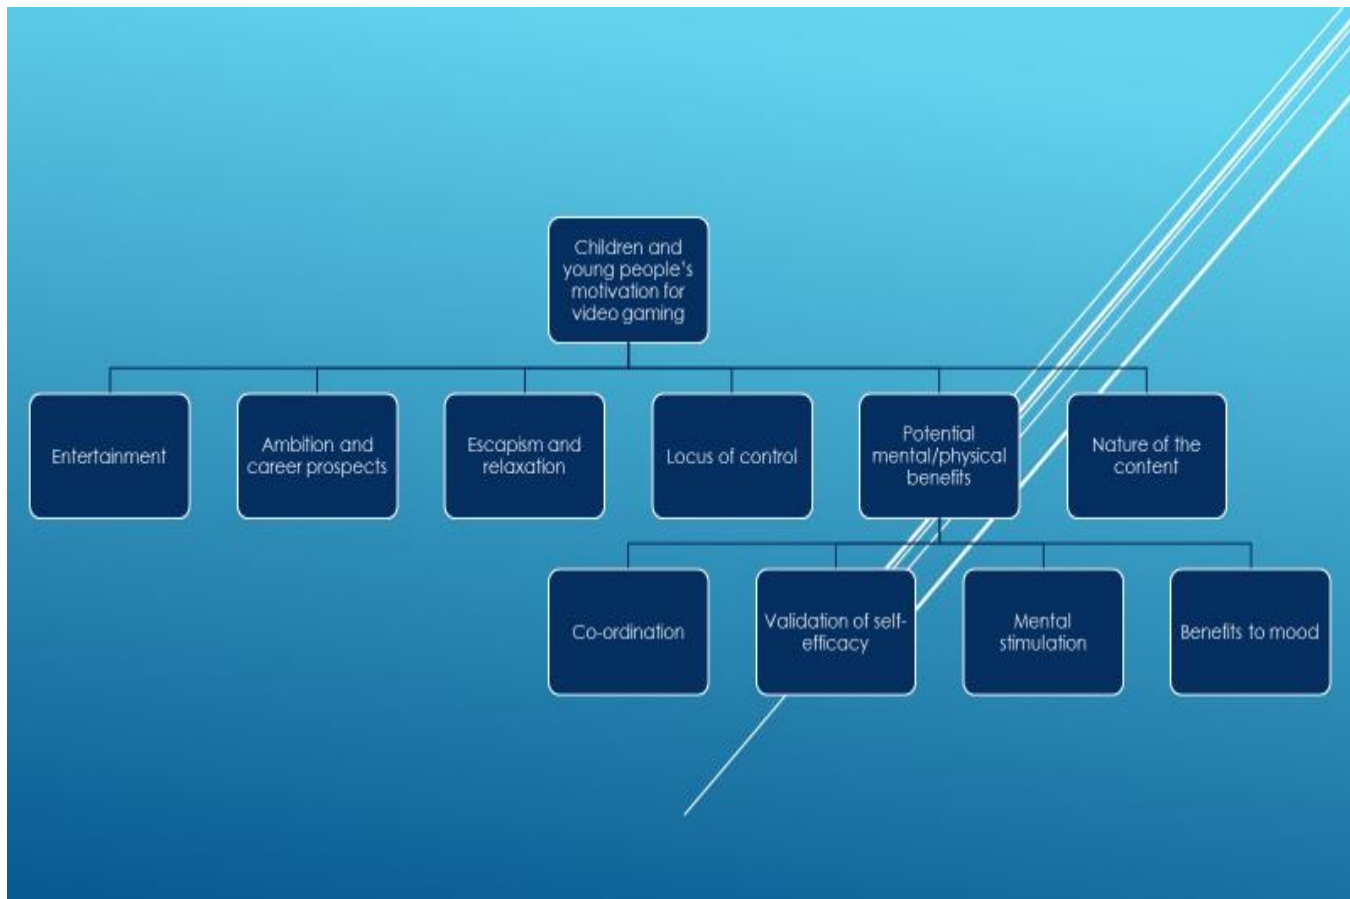 Children and
young people's
motivation for
video gaming
Entertainment
Ambition and
career prospects
Escapism and
relaxation
Locus of control
Potential
mental/physical
benefits
Nature of the
content
Co-ordination
Validation of self-
efficacy
Mental
stimulation
Benefits to mood